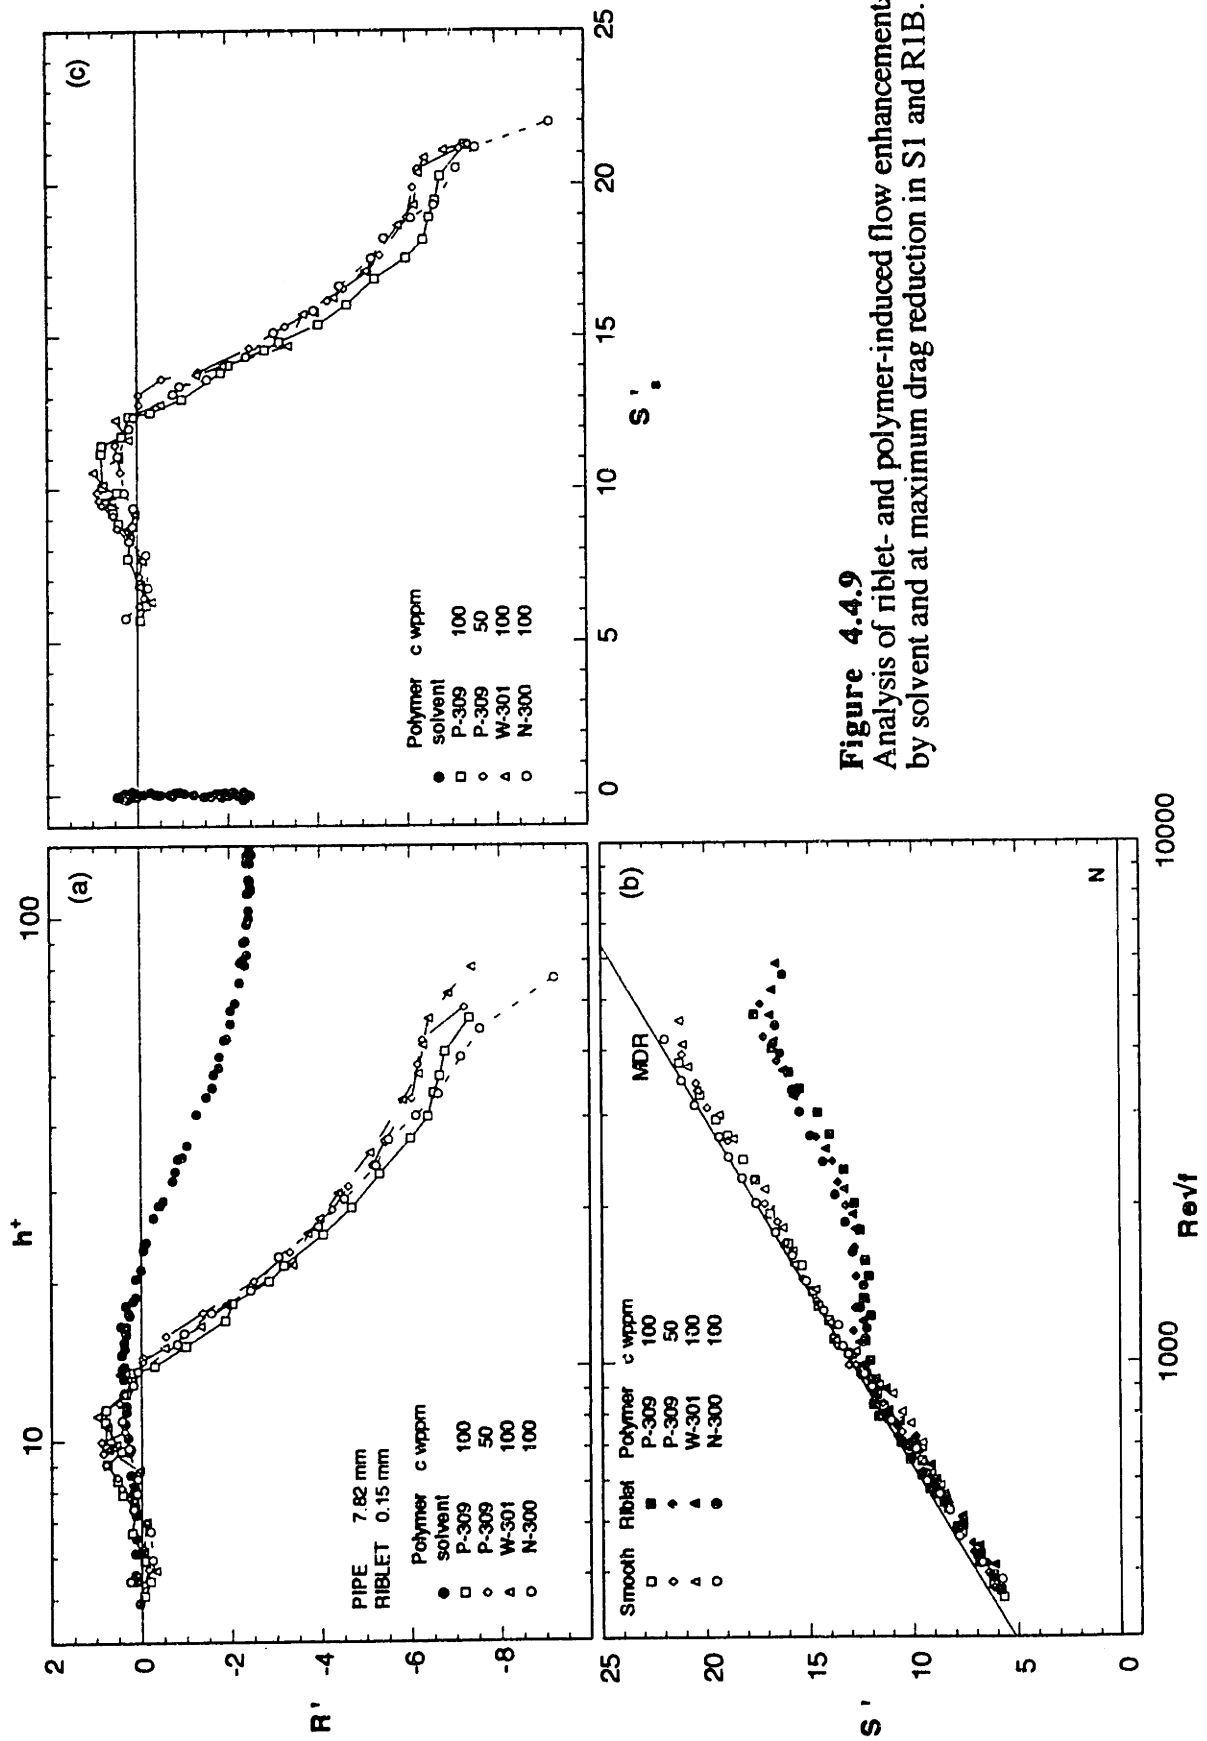 h+
10
100
(a)
2
0
-2
-4
-6
-8
R'
PIPE 7.82 mm
RIBLET 0.15 mm
Polymer c wppm
● solvent
□ P-309 100
◇ P-309 50
△ W-301 100
○ N-300 100
(c)
Polymer c wppm
● solvent
□ P-309 100
◇ P-309 50
△ W-301 100
○ N-300 100
0
5
10
15
20
25
S's
(b)
25
20
15
10
5
0
S'
MDR
Smooth Riblet Polymer c wppm
□ ■ P-309 100
◇ ◆ P-309 50
△ ▲ W-301 100
○ ● N-300 100
N
1000
10000
Re√f
Figure 4.4.9
Analysis of riblet- and polymer-induced flow enhancement
by solvent and at maximum drag reduction in S1 and R1B.